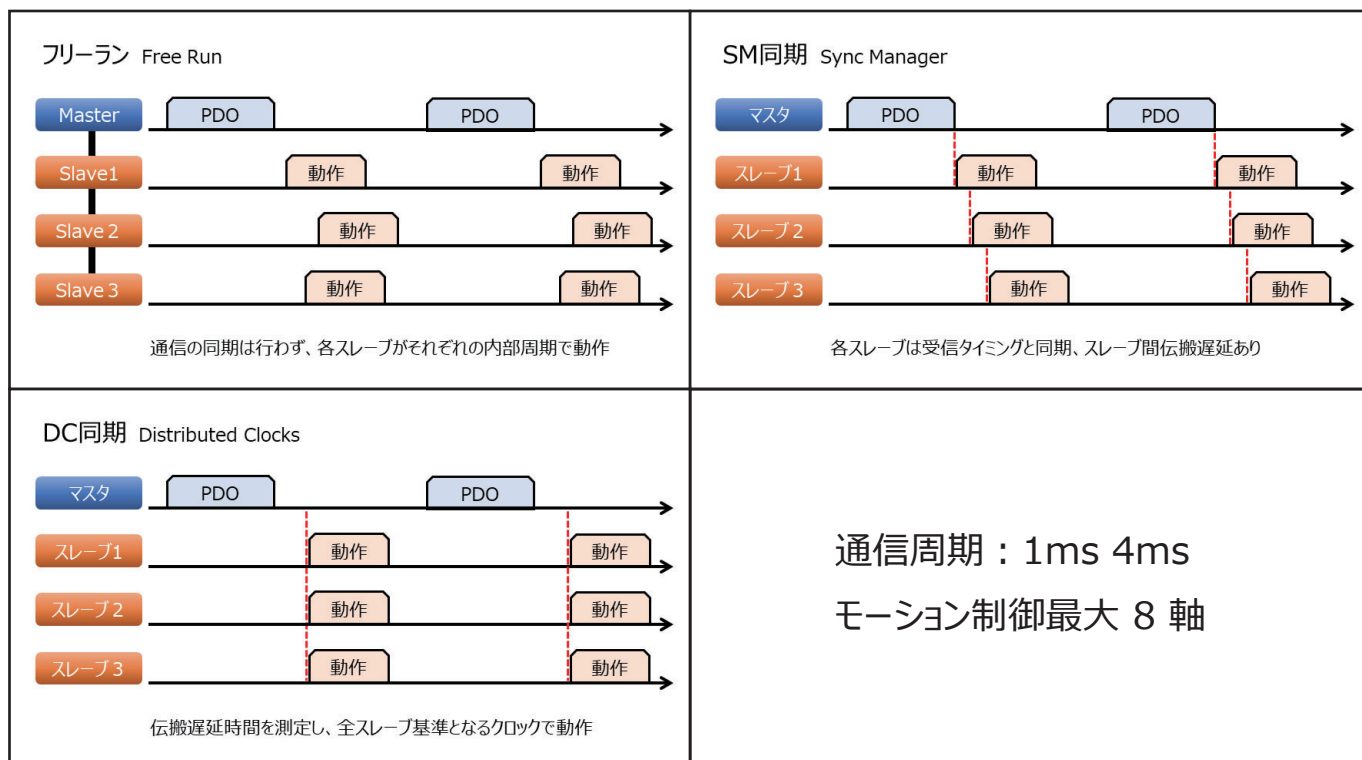 フリーラン Free Run
Master
PDO
PDO
Slave1
動作
動作
Slave 2
動作
動作
Slave 3
動作
動作
通信の同期は行わず、各スレーブがそれぞれの内部周期で動作
SM同期 Sync Manager
マスタ
PDO
PDO
スレーブ1
動作
動作
スレーブ2
動作
動作
スレーブ3
動作
動作
各スレーブは受信タイミングと同期、スレーブ間伝搬遅延あり
DC同期 Distributed Clocks
マスタ
PDO
PDO
スレーブ1
動作
動作
スレーブ2
動作
動作
スレーブ3
動作
動作
伝搬遅延時間を測定し、全スレーブ基準となるクロックで動作
通信周期：1ms 4ms
モーション制御最大 8 軸